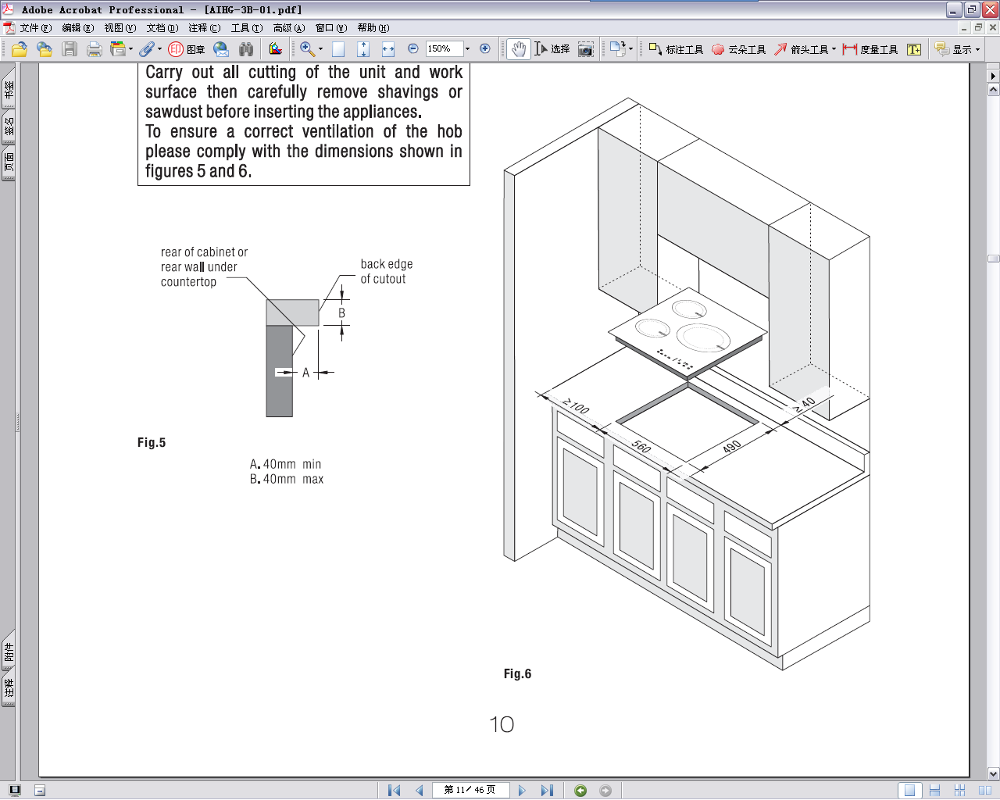 Adobe Acrobat Professional - [AIHG-3B-01.pdf]
文件(F) 编辑(E) 视图(V) 文档(D) 注释(C) 工具(T) 高级(A) 窗口(W) 帮助(H)
图章 150% 选择 标注工具 云朵工具 箭头工具 度量工具 T+ 显示
书签
签名
页面
附件
注释
Carry out all cutting of the unit and work
surface then carefully remove shavings or
sawdust before inserting the appliances.
To ensure a correct ventilation of the hob
please comply with the dimensions shown in
figures 5 and 6.
rear of cabinet or
rear wall under
countertop
back edge
of cutout
B
A
Fig.5
A. 40mm min
B. 40mm max
≥100
560
490
≥40
Fig.6
10
第 11 / 46 页